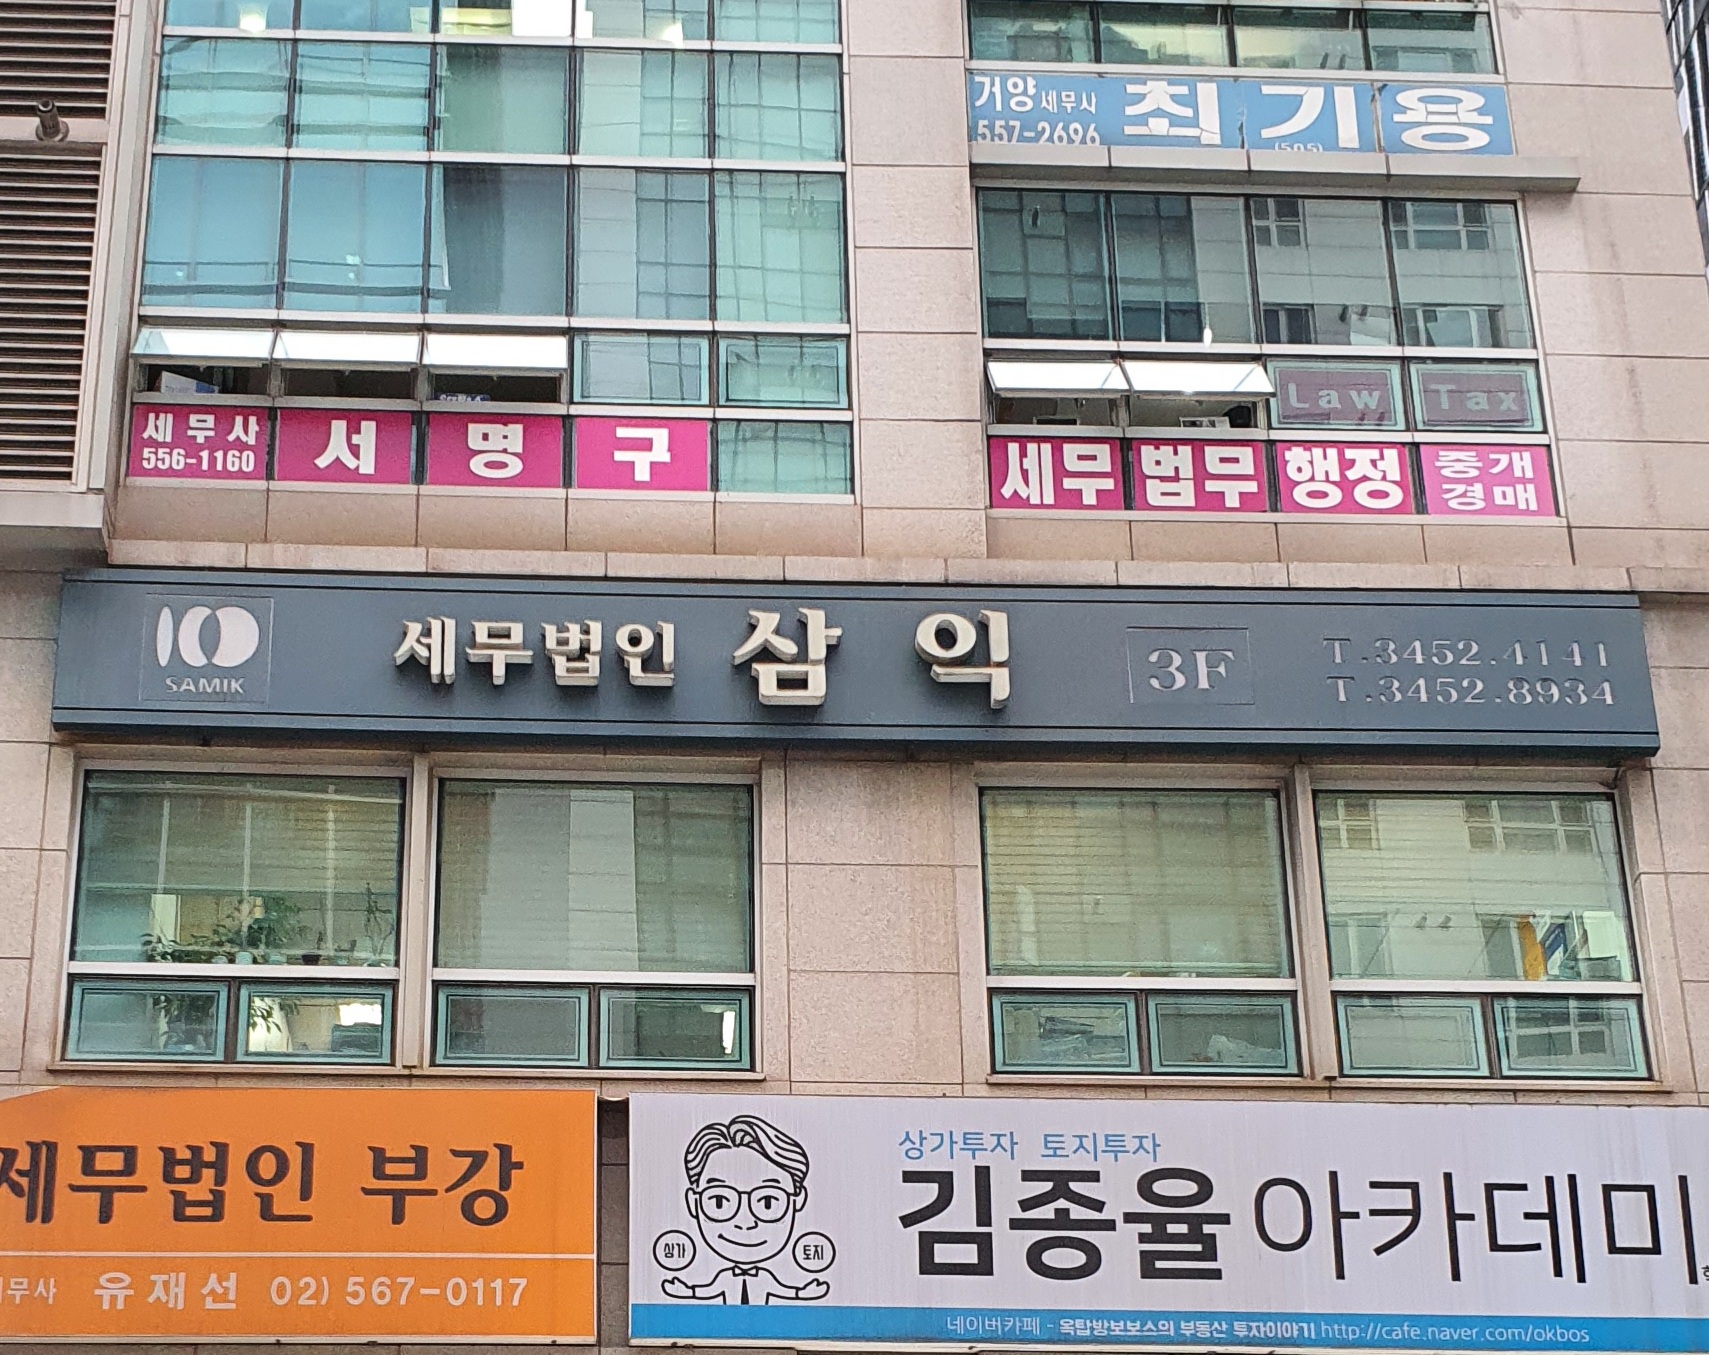 거양 세무사 최기용
557-2696
(505)
Law Tax
세무사 서명구
556-1160
세무 법무 행정 중개
경매
SAMIK
세무법인 삼익 3F
T.3452.4141
T.3452.8934
세무법인 부강
무사 유재선 02) 567-0117
상가투자 토지투자
김종율아카데미
상가 토지
네이버카페 - 옥탑방보보스의 부동산 투자이야기 http://cafe.naver.com/okbos